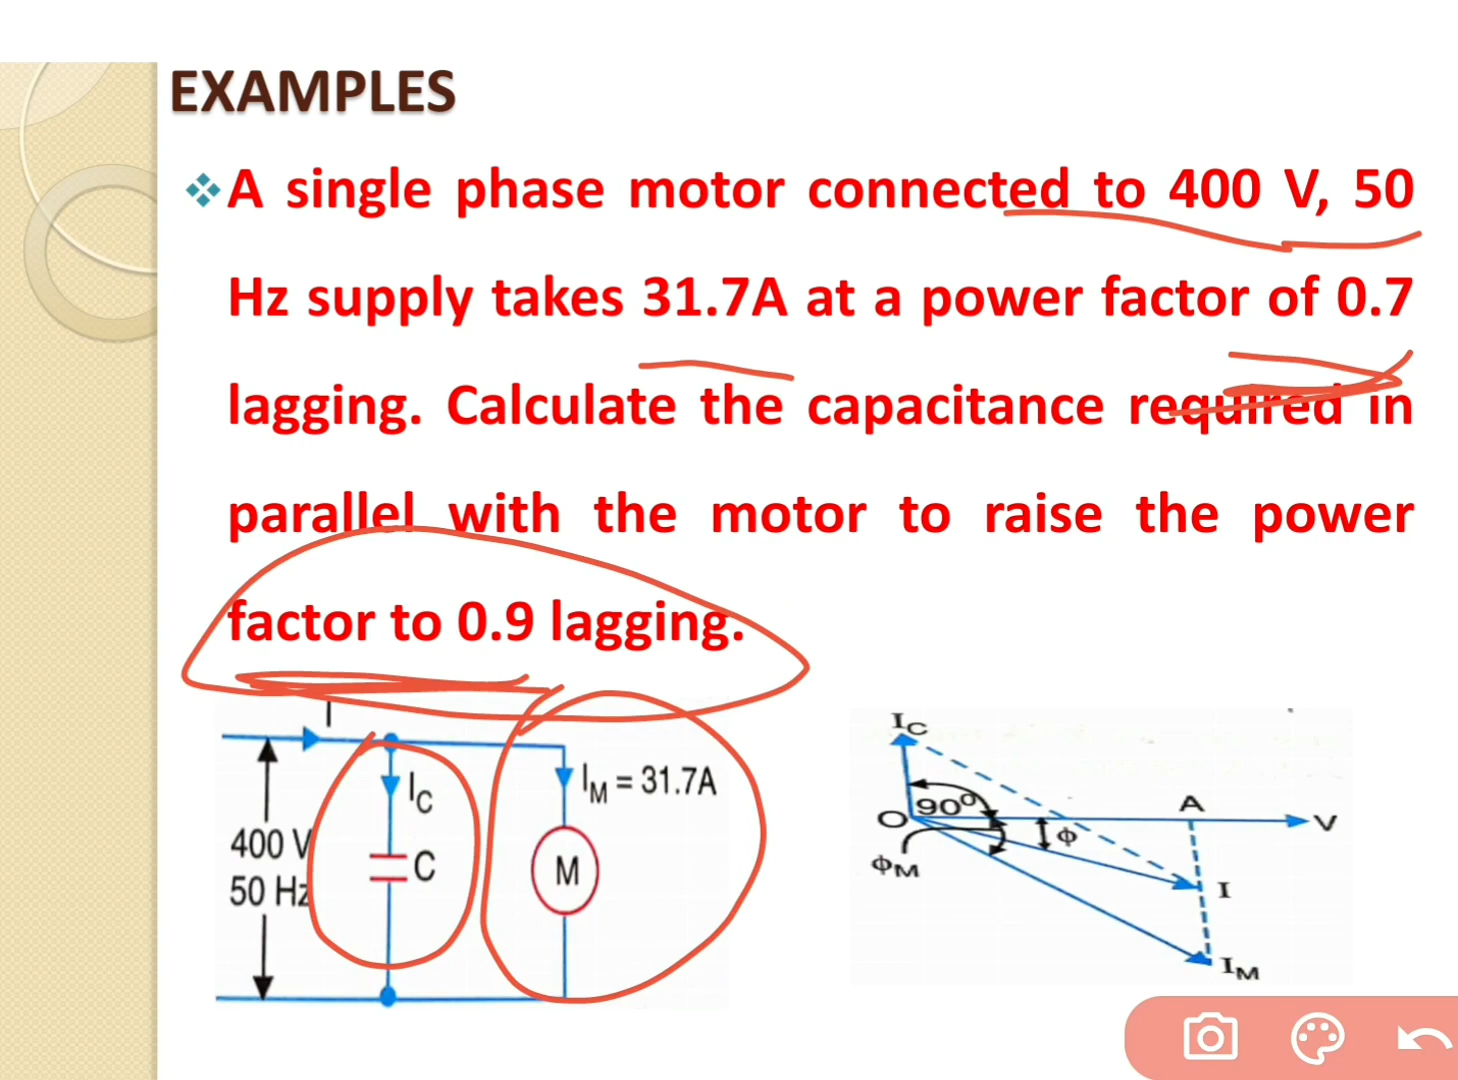 EXAMPLES
A single phase motor connected to 400 V, 50
Hz supply takes 31.7A at a power factor of 0.7
lagging. Calculate the capacitance required in
parallel with the motor to raise the power
factor to 0.9 lagging.
I
IC
IM = 31.7A
400 V
50 Hz
C
M
IC
90°
O
A
V
ϕ
ϕM
I
IM